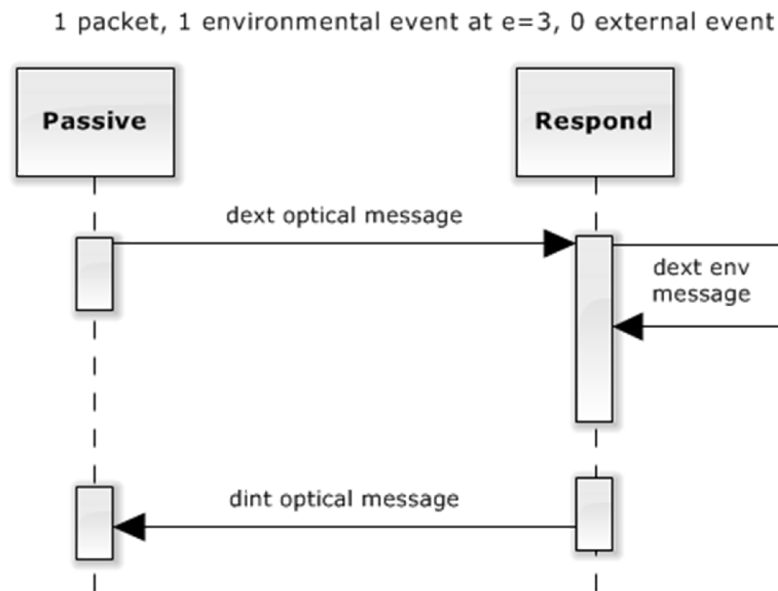 1 packet, 1 environmental event at e=3, 0 external event
Passive
Respond
dext optical message
dext env
message
dint optical message